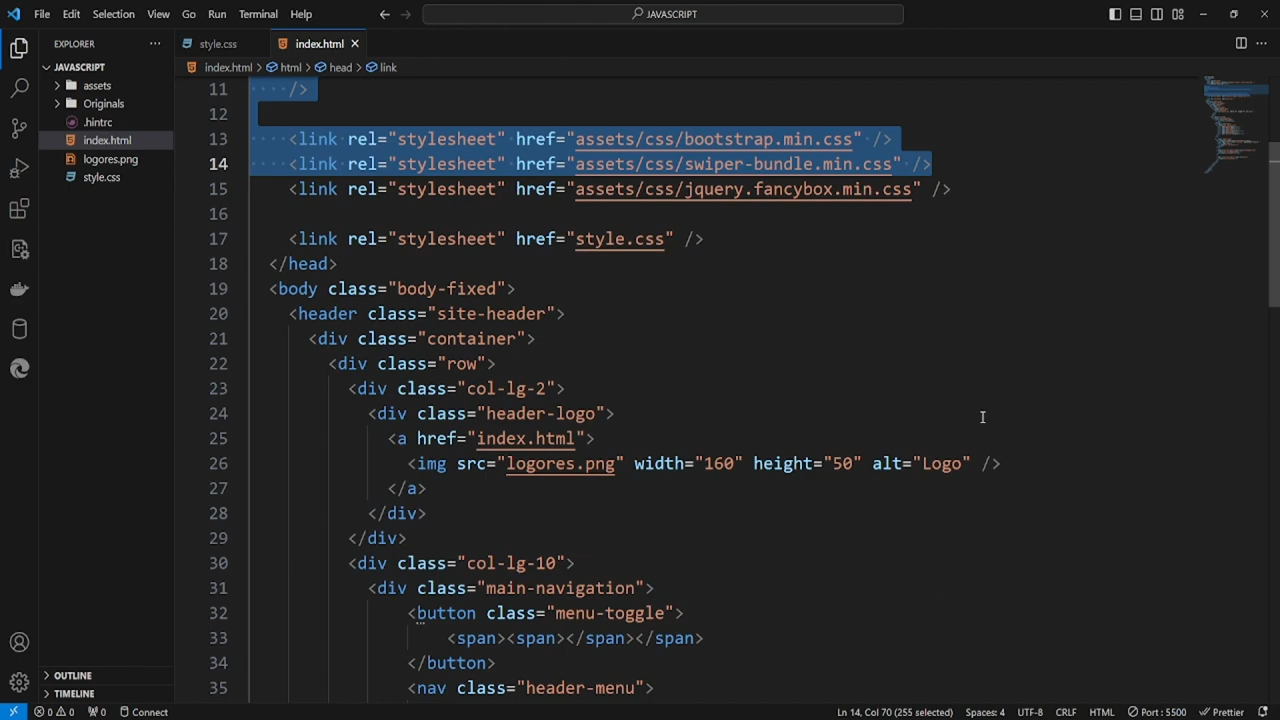 File Edit Selection View Go Run Terminal Help JAVASCRIPT
EXPLORER style.css index.html
JAVASCRIPT index.html > html > head > link
assets
Originals
.hintrc
index.html
logores.png
style.css
11 />
12
13 <link rel="stylesheet" href="assets/css/bootstrap.min.css" />
14 <link rel="stylesheet" href="assets/css/swiper-bundle.min.css" />
15 <link rel="stylesheet" href="assets/css/jquery.fancybox.min.css" />
16
17 <link rel="stylesheet" href="style.css" />
18 </head>
19 <body class="body-fixed">
20 <header class="site-header">
21 <div class="container">
22 <div class="row">
23 <div class="col-lg-2">
24 <div class="header-logo">
25 <a href="index.html">
26 <img src="logores.png" width="160" height="50" alt="Logo" />
27 </a>
28 </div>
29 </div>
30 <div class="col-lg-10">
31 <div class="main-navigation">
32 <button class="menu-toggle">
33 <span><span></span></span>
34 </button>
35 <nav class="header-menu">
OUTLINE
TIMELINE
0 0 0 Connect Ln 14, Col 70 (255 selected) Spaces: 4 UTF-8 CRLF HTML Port : 5500 Prettier